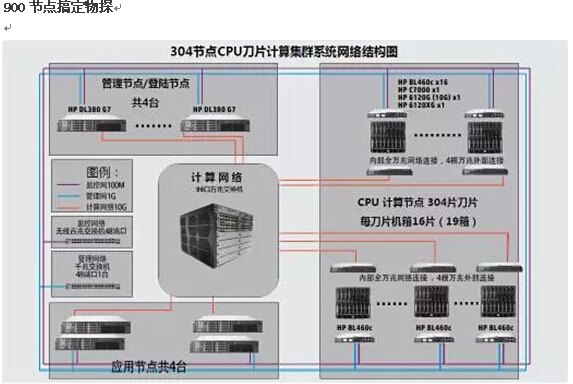 900 节点搞定物探
304节点CPU刀片计算集群系统网络结构图
管理节点/登陆节点
共4台
HP DL380 G7
HP DL380 G7
HP BL460c x16
HP C7000 x1
HP 6120G (10G) x1
HP 6120XG x1
内部全万兆网络连接，4根万兆外部连接
图例：
监控网100M
管理网1G
计算网络10G
计算网络
96口万兆交换机
监控网络
无线百兆交换机48端口
管理网络
千兆交换机
48端口1台
CPU 计算节点 304片刀片
每刀片机箱16片（19箱）
内部全万兆网络连接，4根万兆外部连接
HP BL460c
HP BL460c
HP BL460c
应用节点共4台